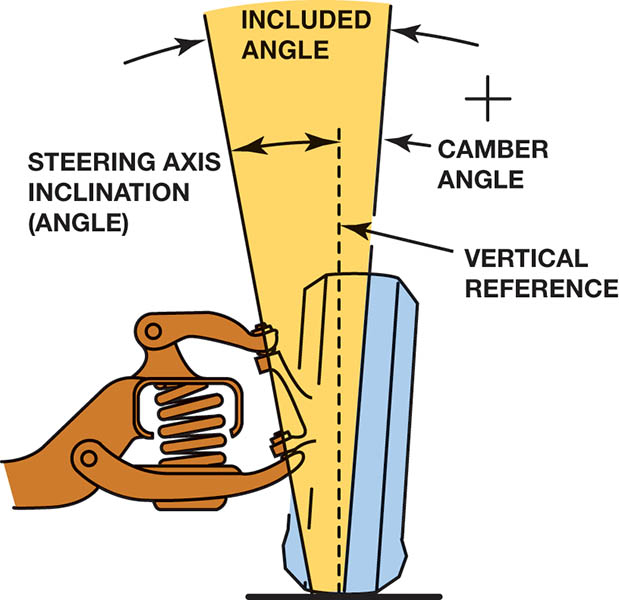 INCLUDED
ANGLE
STEERING AXIS
INCLINATION
(ANGLE)
+
CAMBER
ANGLE
VERTICAL
REFERENCE